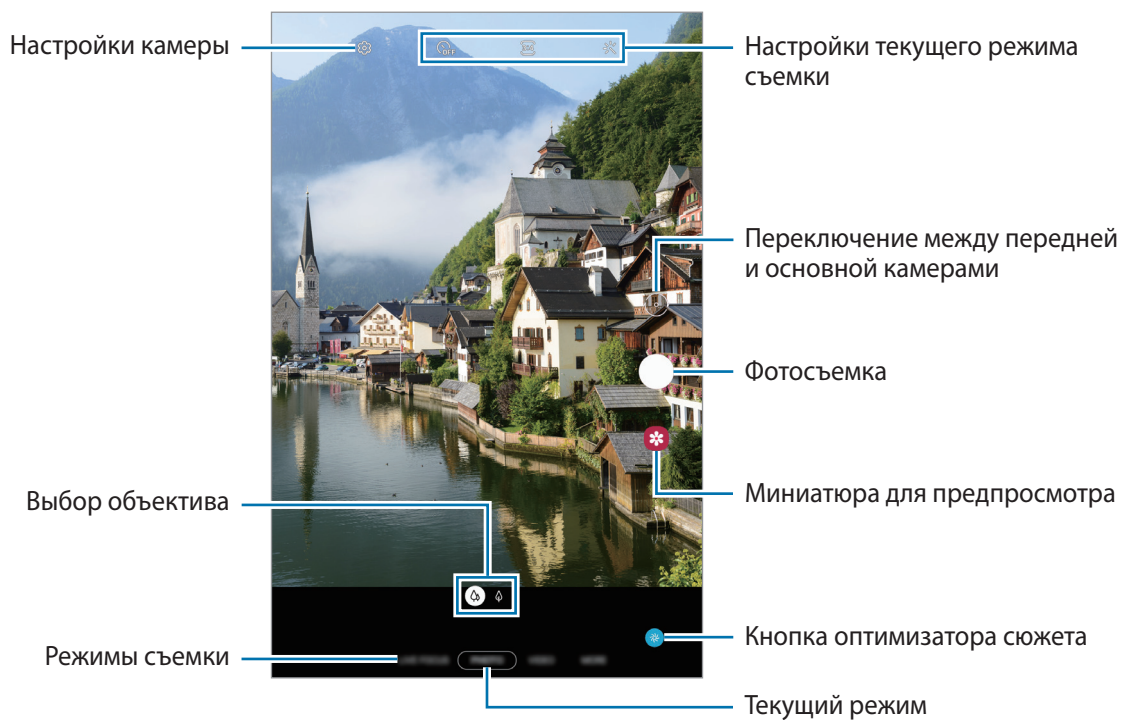 Настройки камеры
OFF
Настройки текущего режима
съемки
Переключение между передней
и основной камерами
Фотосъемка
Выбор объектива
Миниатюра для предпросмотра
Кнопка оптимизатора сюжета
Режимы съемки
Текущий режим